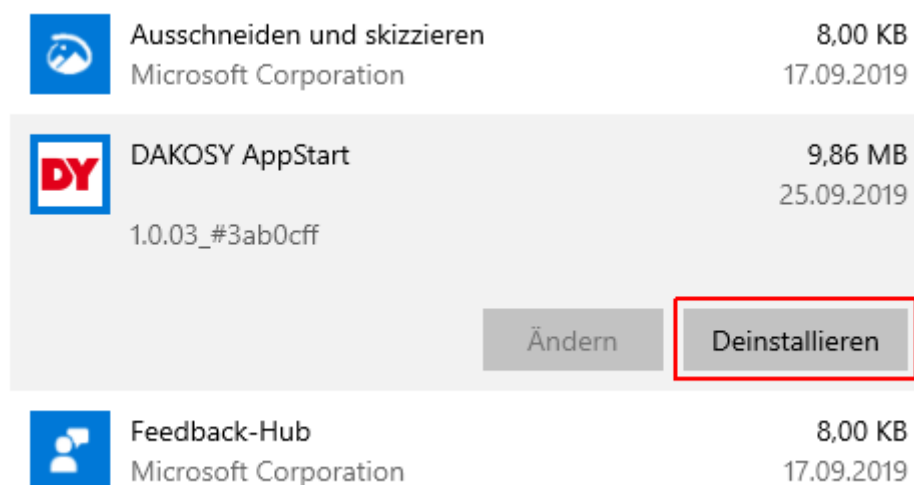 Ausschneiden und skizzieren 8,00 KB
Microsoft Corporation 17.09.2019
DY DAKOSY AppStart 9,86 MB
25.09.2019
1.0.03_#3ab0cff
Ändern Deinstallieren
Feedback-Hub 8,00 KB
Microsoft Corporation 17.09.2019